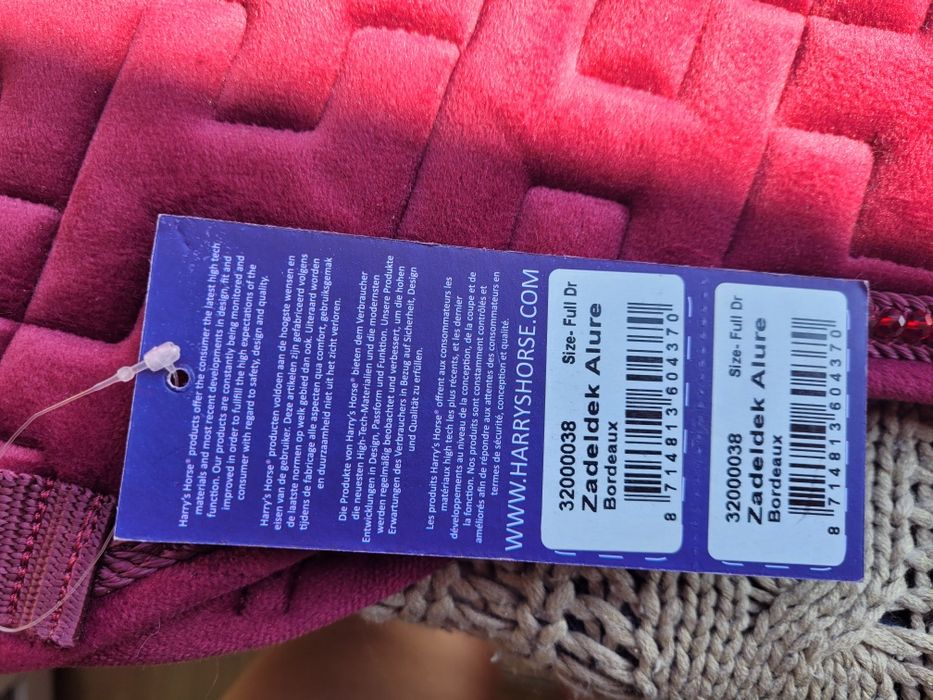 Harry's Horse® products offer the consumer the latest high tech
materials and most recent developments in design, fit and
function. Our products are constantly being monitored and
improved in order to fullfill the high expectations of the
consumer with regard to safety, design and quality.
Harry's Horse® producten voldoen aan de hoogste wensen en
eisen van de gebruiker. Deze artikelen zijn gefabriceerd volgens
de laatste normen op welk gebied dan ook. Uiteraard worden
tijdens de fabricage alle aspecten qua comfort, gebruiksgemak
en duurzaamheid niet uit het zicht verloren.
Die Produkte von Harry's Horse® bieten dem Verbraucher
die neuesten High-Tech-Materialien und die modernsten
Entwicklungen in Design, Passform und Funktion. Unsere Produkte
werden regelmäßig beobachtet und verbessert, um die hohen
Erwartungen des Verbrauchers in Bezug auf Sicherheit, Design
und Qualität zu erfüllen.
Les produits Harry's Horse® offrent aux consommateurs les
matériaux high tech les plus récents, et les dernier
développements au niveau de la conception, de la coupe et de
la fonction. Nos produits sont constamment contrôlés et
améliorés afin de répondre aux attentes des consommateurs en
termes de sécurité, conception et qualité.
WWW.HARRYSHORSE.COM
32000038 Size- Full Dr
Zadeldek Alure
Bordeaux
8 714813 604370
32000038 Size- Full Dr
Zadeldek Alure
Bordeaux
8 714813 604370